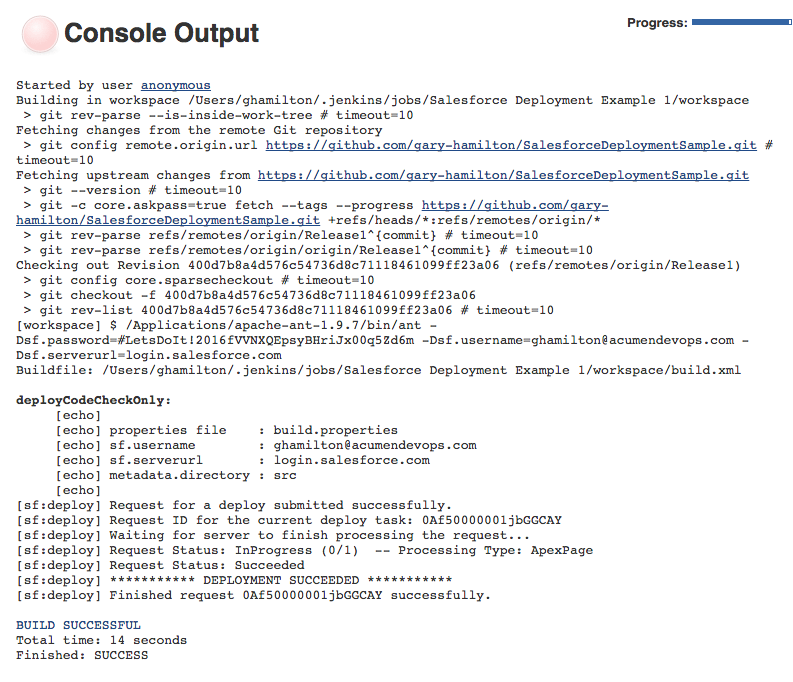 Console Output
Progress:
Started by user anonymous
Building in workspace /Users/ghamilton/.jenkins/jobs/Salesforce Deployment Example 1/workspace
> git rev-parse --is-inside-work-tree # timeout=10
Fetching changes from the remote Git repository
> git config remote.origin.url https://github.com/gary-hamilton/SalesforceDeploymentSample.git #
timeout=10
Fetching upstream changes from https://github.com/gary-hamilton/SalesforceDeploymentSample.git
> git --version # timeout=10
> git -c core.askpass=true fetch --tags --progress https://github.com/gary-
hamilton/SalesforceDeploymentSample.git +refs/heads/*:refs/remotes/origin/*
> git rev-parse refs/remotes/origin/Release1^{commit} # timeout=10
> git rev-parse refs/remotes/origin/origin/Release1^{commit} # timeout=10
Checking out Revision 400d7b8a4d576c54736d8c71118461099ff23a06 (refs/remotes/origin/Release1)
> git config core.sparsecheckout # timeout=10
> git checkout -f 400d7b8a4d576c54736d8c71118461099ff23a06
> git rev-list 400d7b8a4d576c54736d8c71118461099ff23a06 # timeout=10
[workspace] $ /Applications/apache-ant-1.9.7/bin/ant -
Dsf.password=#LetsDoIt!2016fVVNXQEpsyBHriJx00q5Zd6m -Dsf.username=ghamilton@acumendevops.com -
Dsf.serverurl=login.salesforce.com
Buildfile: /Users/ghamilton/.jenkins/jobs/Salesforce Deployment Example 1/workspace/build.xml
deployCodeCheckOnly:
[echo]
[echo] properties file : build.properties
[echo] sf.username : ghamilton@acumendevops.com
[echo] sf.serverurl : login.salesforce.com
[echo] metadata.directory : src
[echo]
[sf:deploy] Request for a deploy submitted successfully.
[sf:deploy] Request ID for the current deploy task: 0Af50000001jbGGCAY
[sf:deploy] Waiting for server to finish processing the request...
[sf:deploy] Request Status: InProgress (0/1) -- Processing Type: ApexPage
[sf:deploy] Request Status: Succeeded
[sf:deploy] *********** DEPLOYMENT SUCCEEDED ***********
[sf:deploy] Finished request 0Af50000001jbGGCAY successfully.
BUILD SUCCESSFUL
Total time: 14 seconds
Finished: SUCCESS